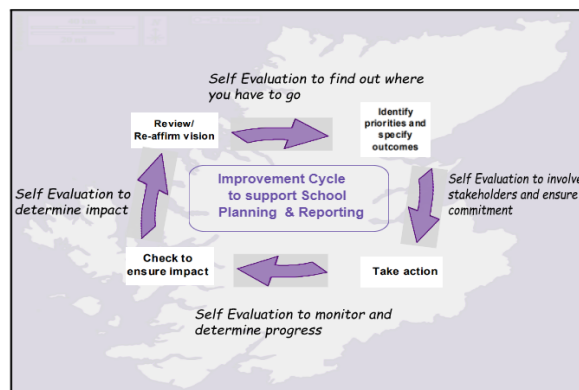 Self Evaluation to find out where
you have to go
Review/
Re-affirm vision
Identify
priorities and
specify
outcomes
Improvement Cycle
to support School
Planning & Reporting
Self Evaluation to
determine impact
Self Evaluation to involve
stakeholders and ensure
commitment
Check to
ensure impact
Take action
Self Evaluation to monitor and
determine progress